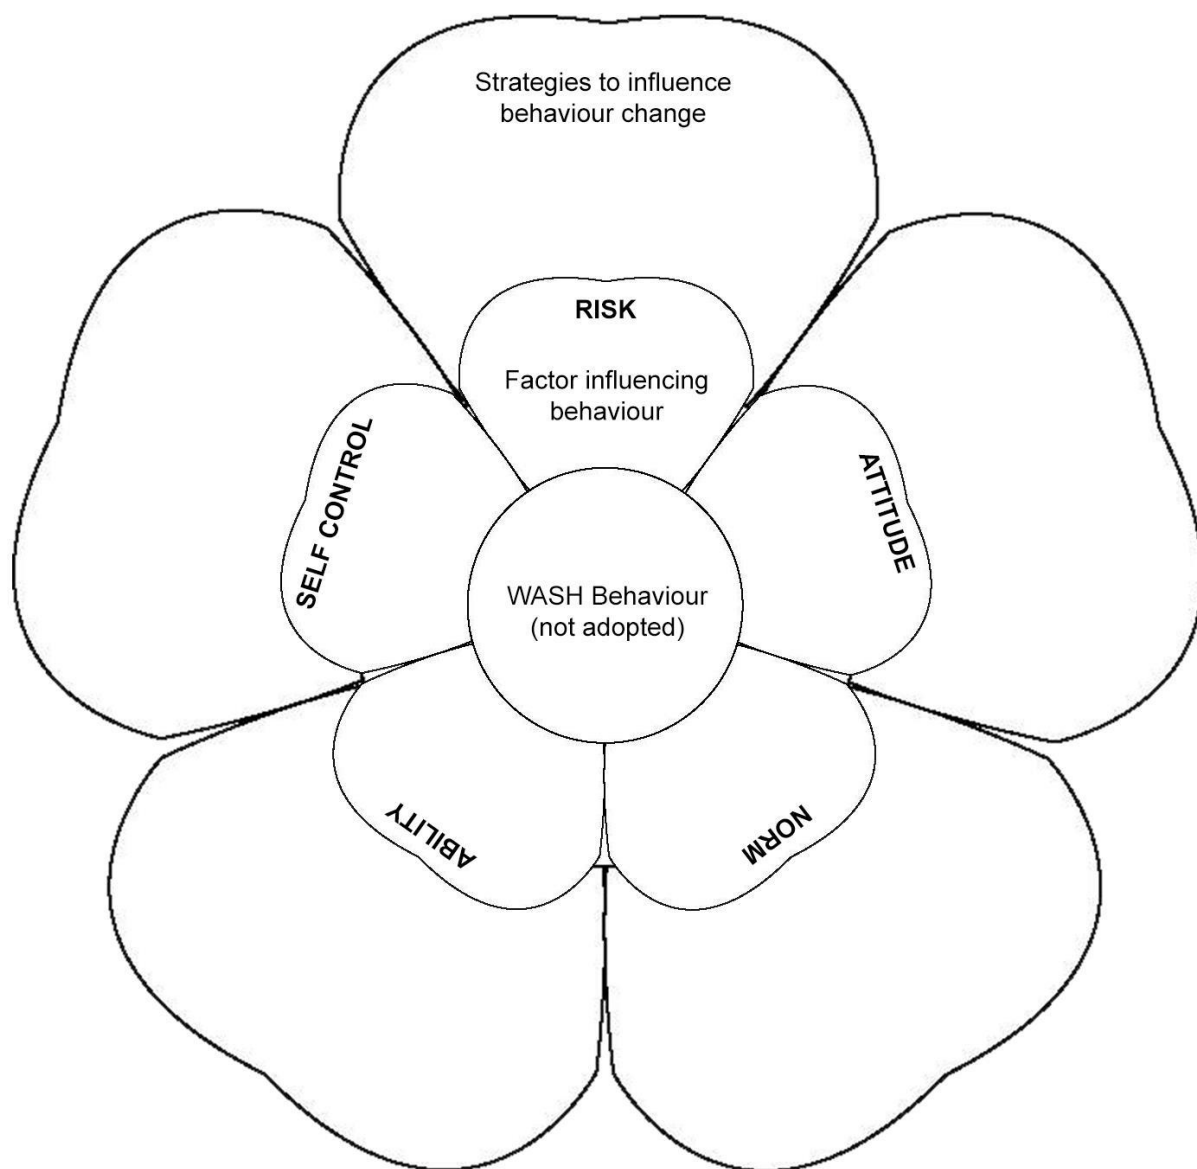 Strategies to influence
behaviour change
RISK
Factor influencing
behaviour
SELF CONTROL
ATTITUDE
WASH Behaviour
(not adopted)
ABILITY
NORM